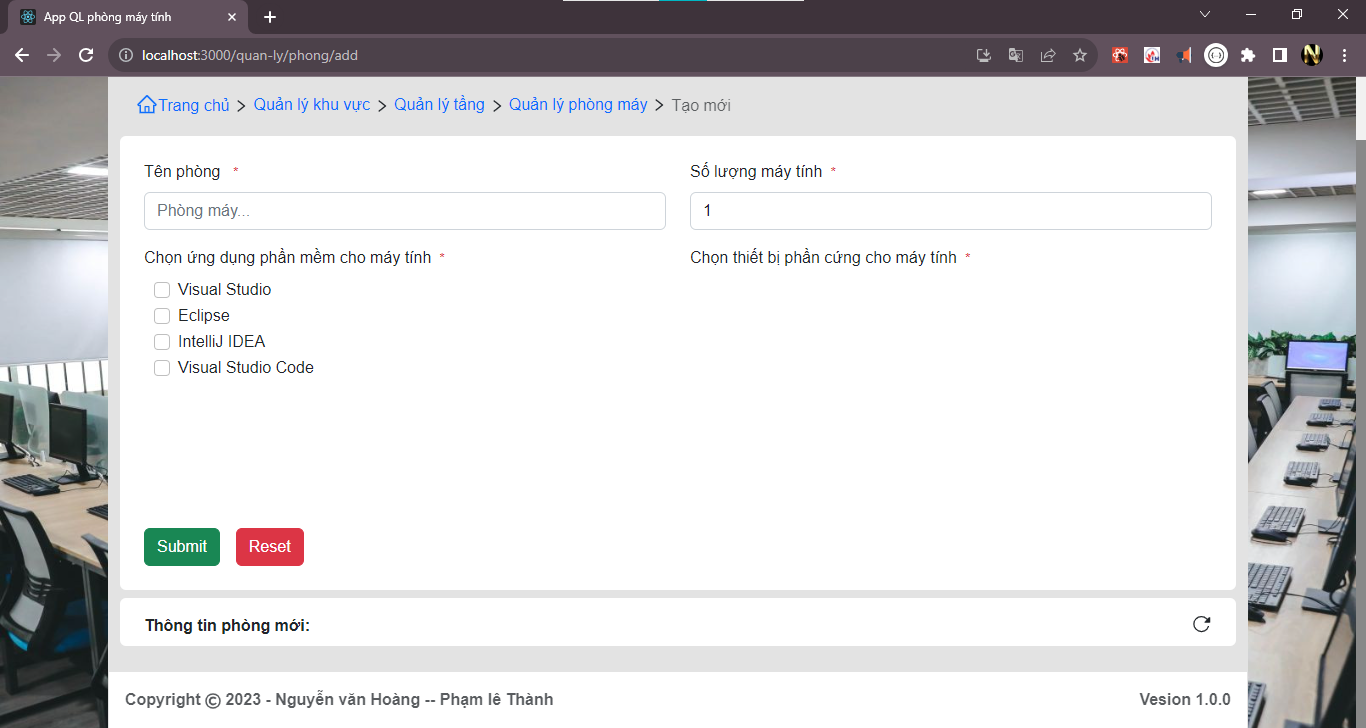 App QL phòng máy tính
localhost:3000/quan-ly/phong/add
Trang chủ > Quản lý khu vực > Quản lý tầng > Quản lý phòng máy > Tạo mới
Tên phòng * Số lượng máy tính *
Phòng máy... 1
Chọn ứng dụng phần mềm cho máy tính * Chọn thiết bị phần cứng cho máy tính *
Visual Studio
Eclipse
IntelliJ IDEA
Visual Studio Code
Submit Reset
Thông tin phòng mới:
Copyright © 2023 - Nguyễn văn Hoàng -- Phạm lê Thành Vesion 1.0.0